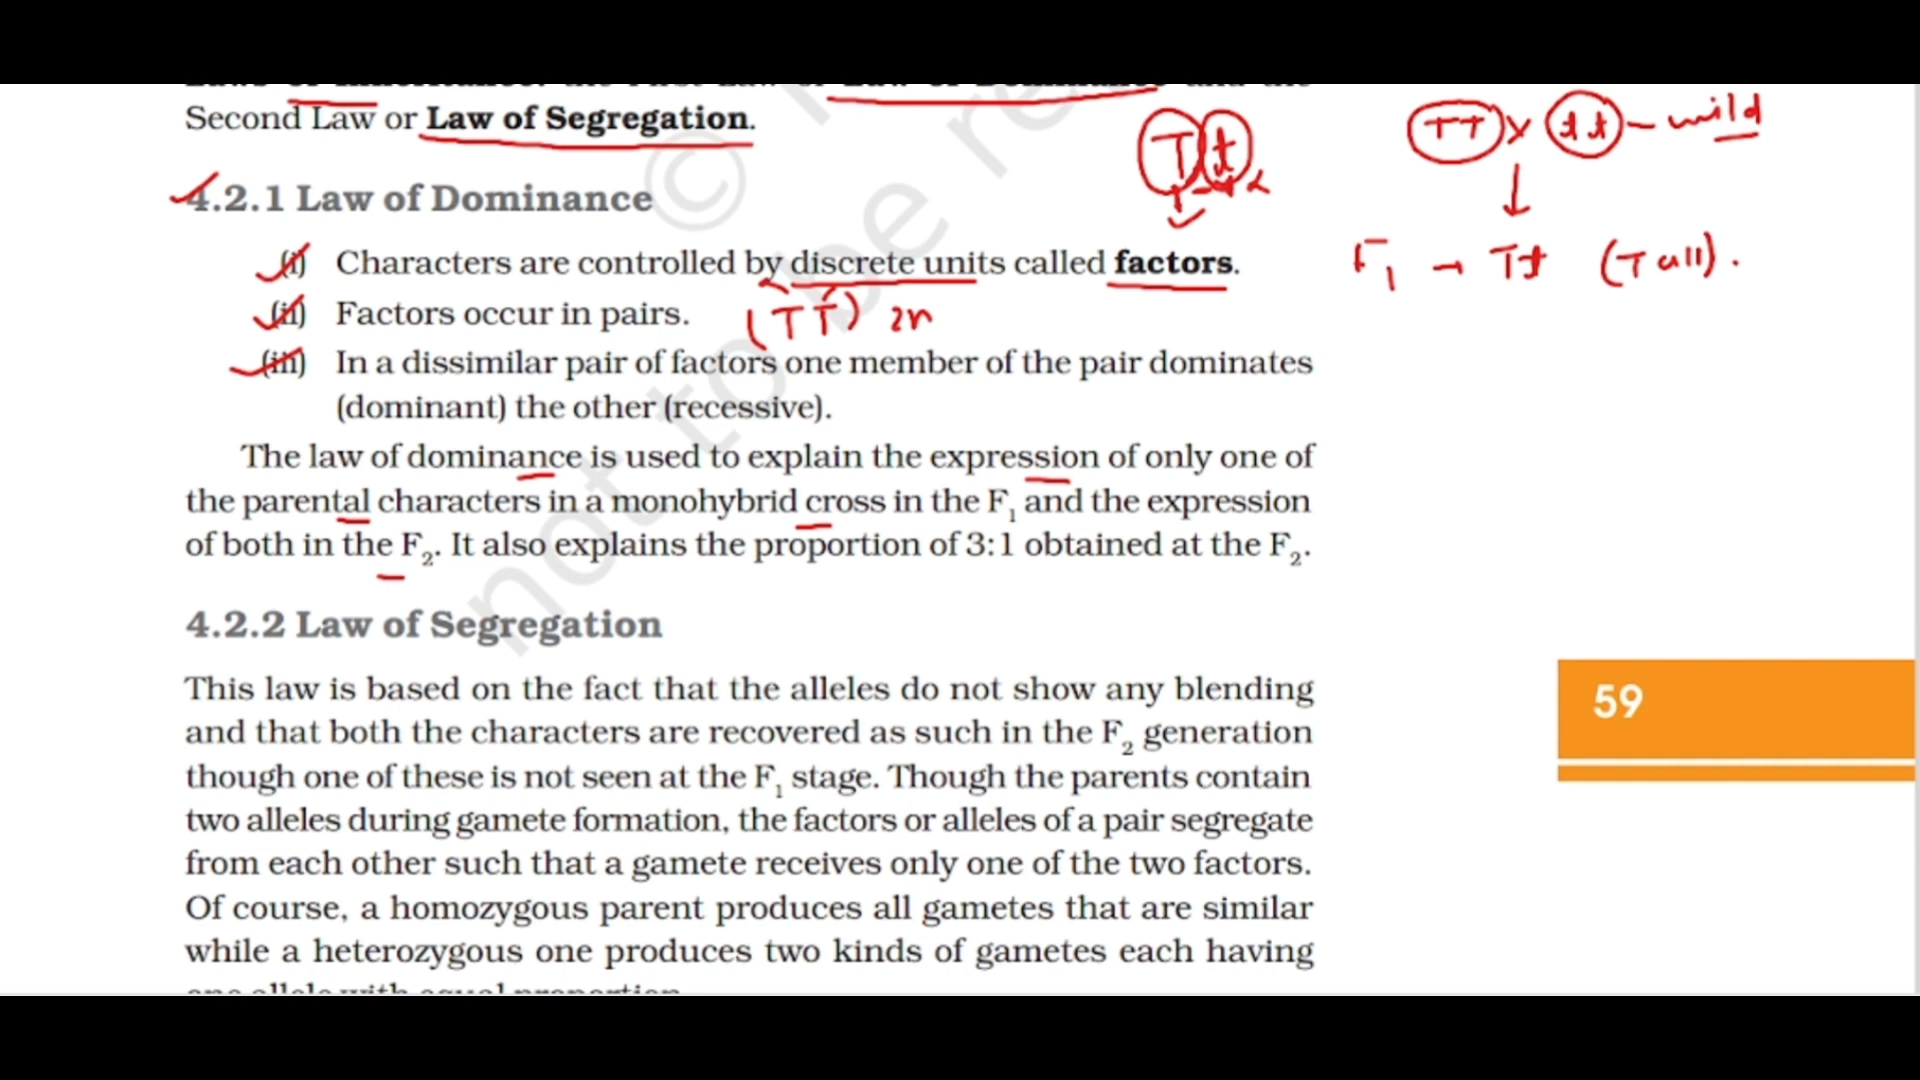 Second Law or Law of Segregation.
4.2.1 Law of Dominance
(i) Characters are controlled by discrete units called factors.
(ii) Factors occur in pairs.
(iii) In a dissimilar pair of factors one member of the pair dominates
(dominant) the other (recessive).
The law of dominance is used to explain the expression of only one of
the parental characters in a monohybrid cross in the F1 and the expression
of both in the F2. It also explains the proportion of 3:1 obtained at the F2.
4.2.2 Law of Segregation
This law is based on the fact that the alleles do not show any blending
and that both the characters are recovered as such in the F2 generation
though one of these is not seen at the F1 stage. Though the parents contain
two alleles during gamete formation, the factors or alleles of a pair segregate
from each other such that a gamete receives only one of the two factors.
Of course, a homozygous parent produces all gametes that are similar
while a heterozygous one produces two kinds of gametes each having
one allele with equal proportion.
T t
(TT) 2n
TT x tt - wild
F1 → Tt (Tall).
59
© not to be re